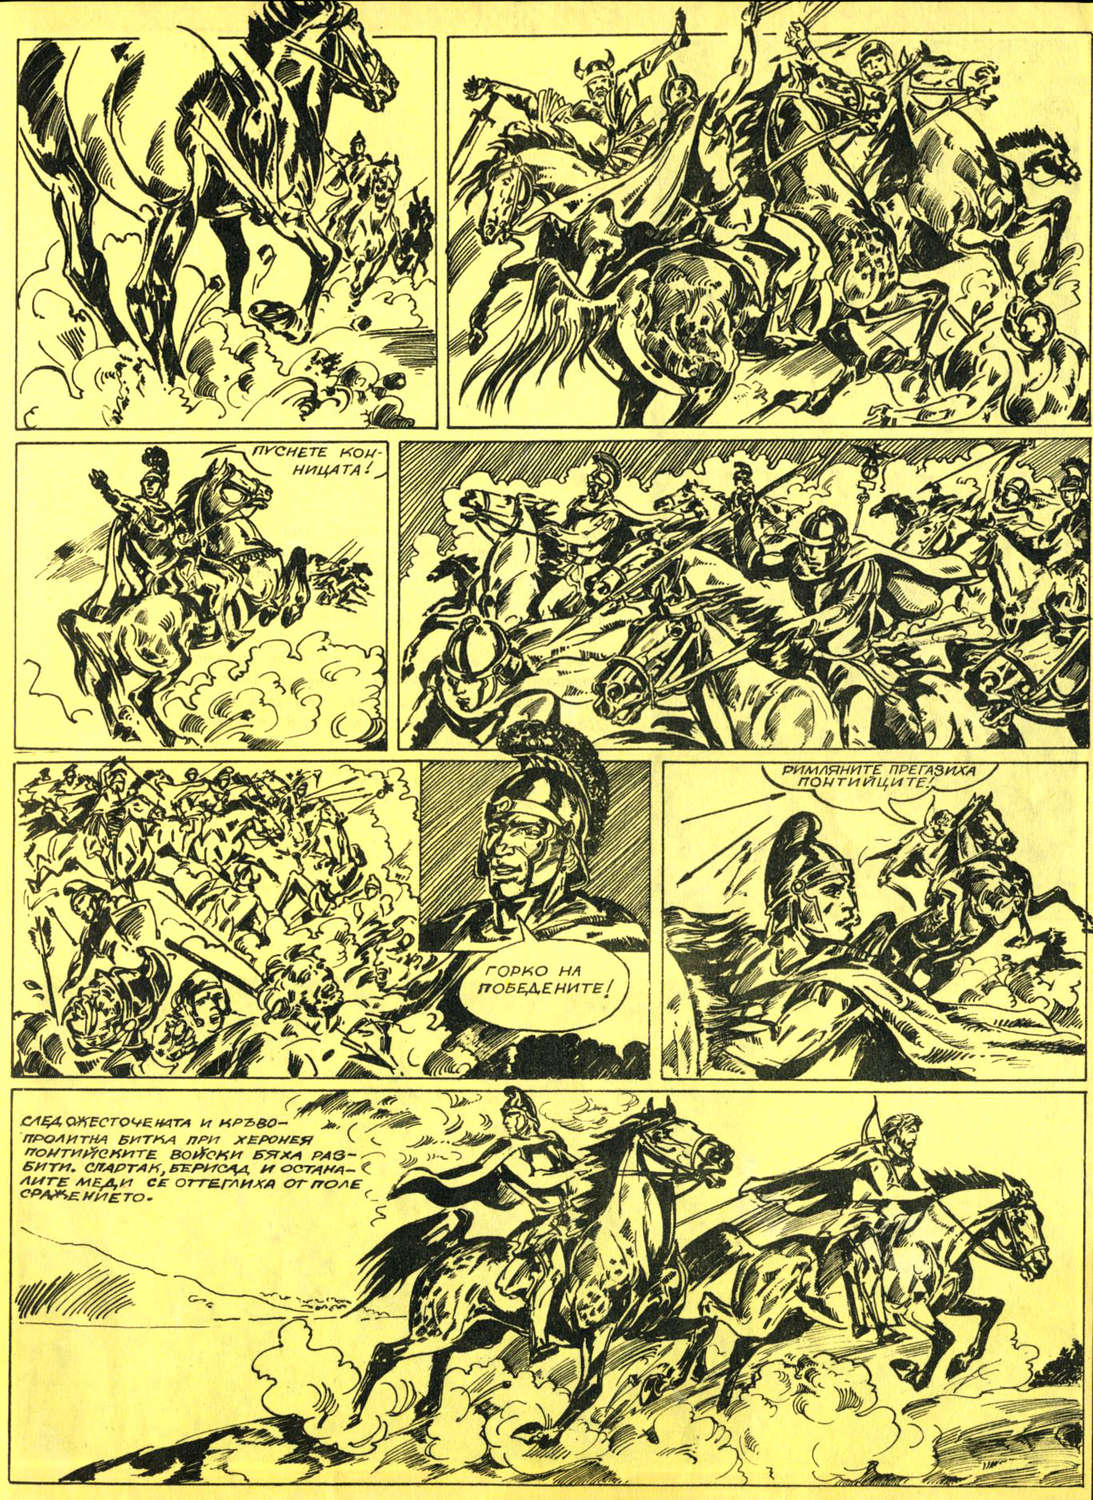 ПУСНЕТЕ КОН-
НИЦАТА!
ГОРКО НА
ПОБЕДЕНИТЕ!
РИМЛЯНИТЕ ПРЕГАЗИХА
ПОНТИЙЦИТЕ!
СЛЕД ОЖЕСТОЧЕНАТА И КРЪВО-
ПРОЛИТНА БИТКА ПРИ ХЕРОНЕЯ
ПОНТИЙСКИТЕ ВОЙСКИ БЯХА РАЗ-
БИТИ. СПАРТАК, БЕРИСАД И ОСТАНА-
ЛИТЕ МЕДИ СЕ ОТТЕГЛИХА ОТ ПОЛЕ
СРАЖЕНИЕТО.